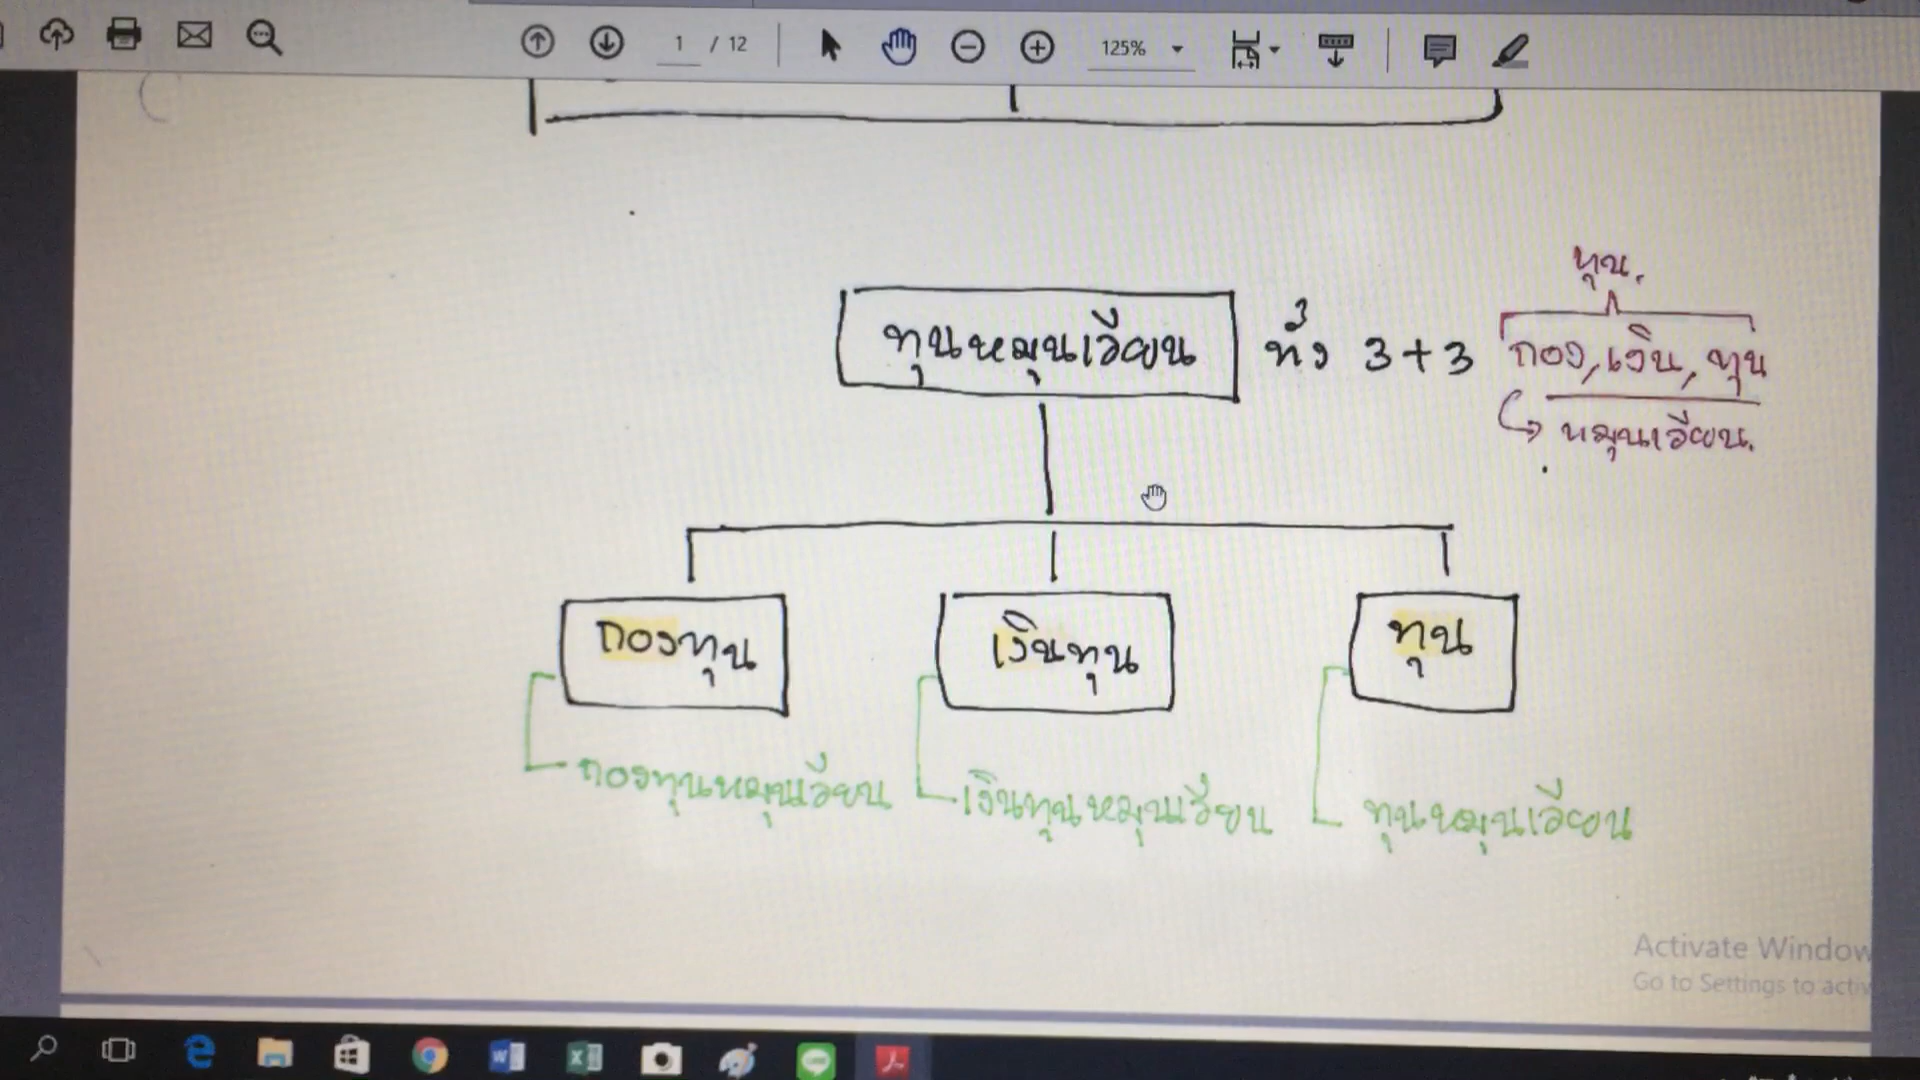 1 / 12
125%
ทุน.
ทุนหมุนเวียน ทั้ง 3+3 กอง, เงิน, ทุน
หมุนเวียน.
กองทุน เงินทุน ทุน
กองทุนหมุนเวียน เงินทุนหมุนเวียน ทุนหมุนเวียน
Activate Window
Go to Settings to activ